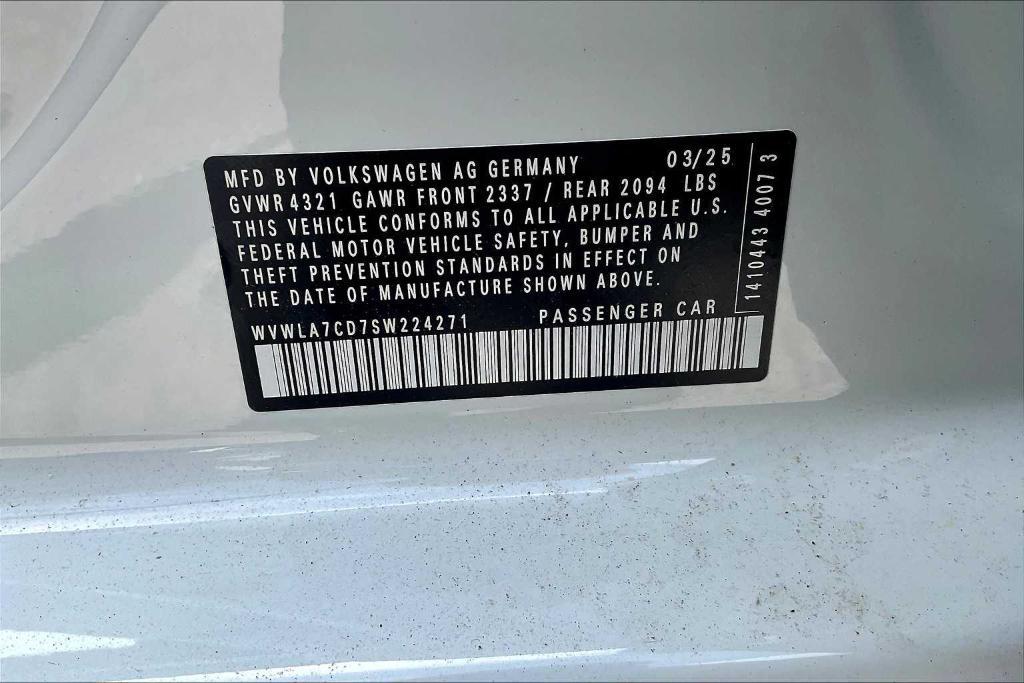 MFD BY VOLKSWAGEN AG GERMANY 03/25
GVWR 4321 GAWR FRONT 2337 / REAR 2094 LBS
THIS VEHICLE CONFORMS TO ALL APPLICABLE U.S.
FEDERAL MOTOR VEHICLE SAFETY, BUMPER AND
THEFT PREVENTION STANDARDS IN EFFECT ON
THE DATE OF MANUFACTURE SHOWN ABOVE.
WVWLA7CD7SW224271 PASSENGER CAR
1410443 40073